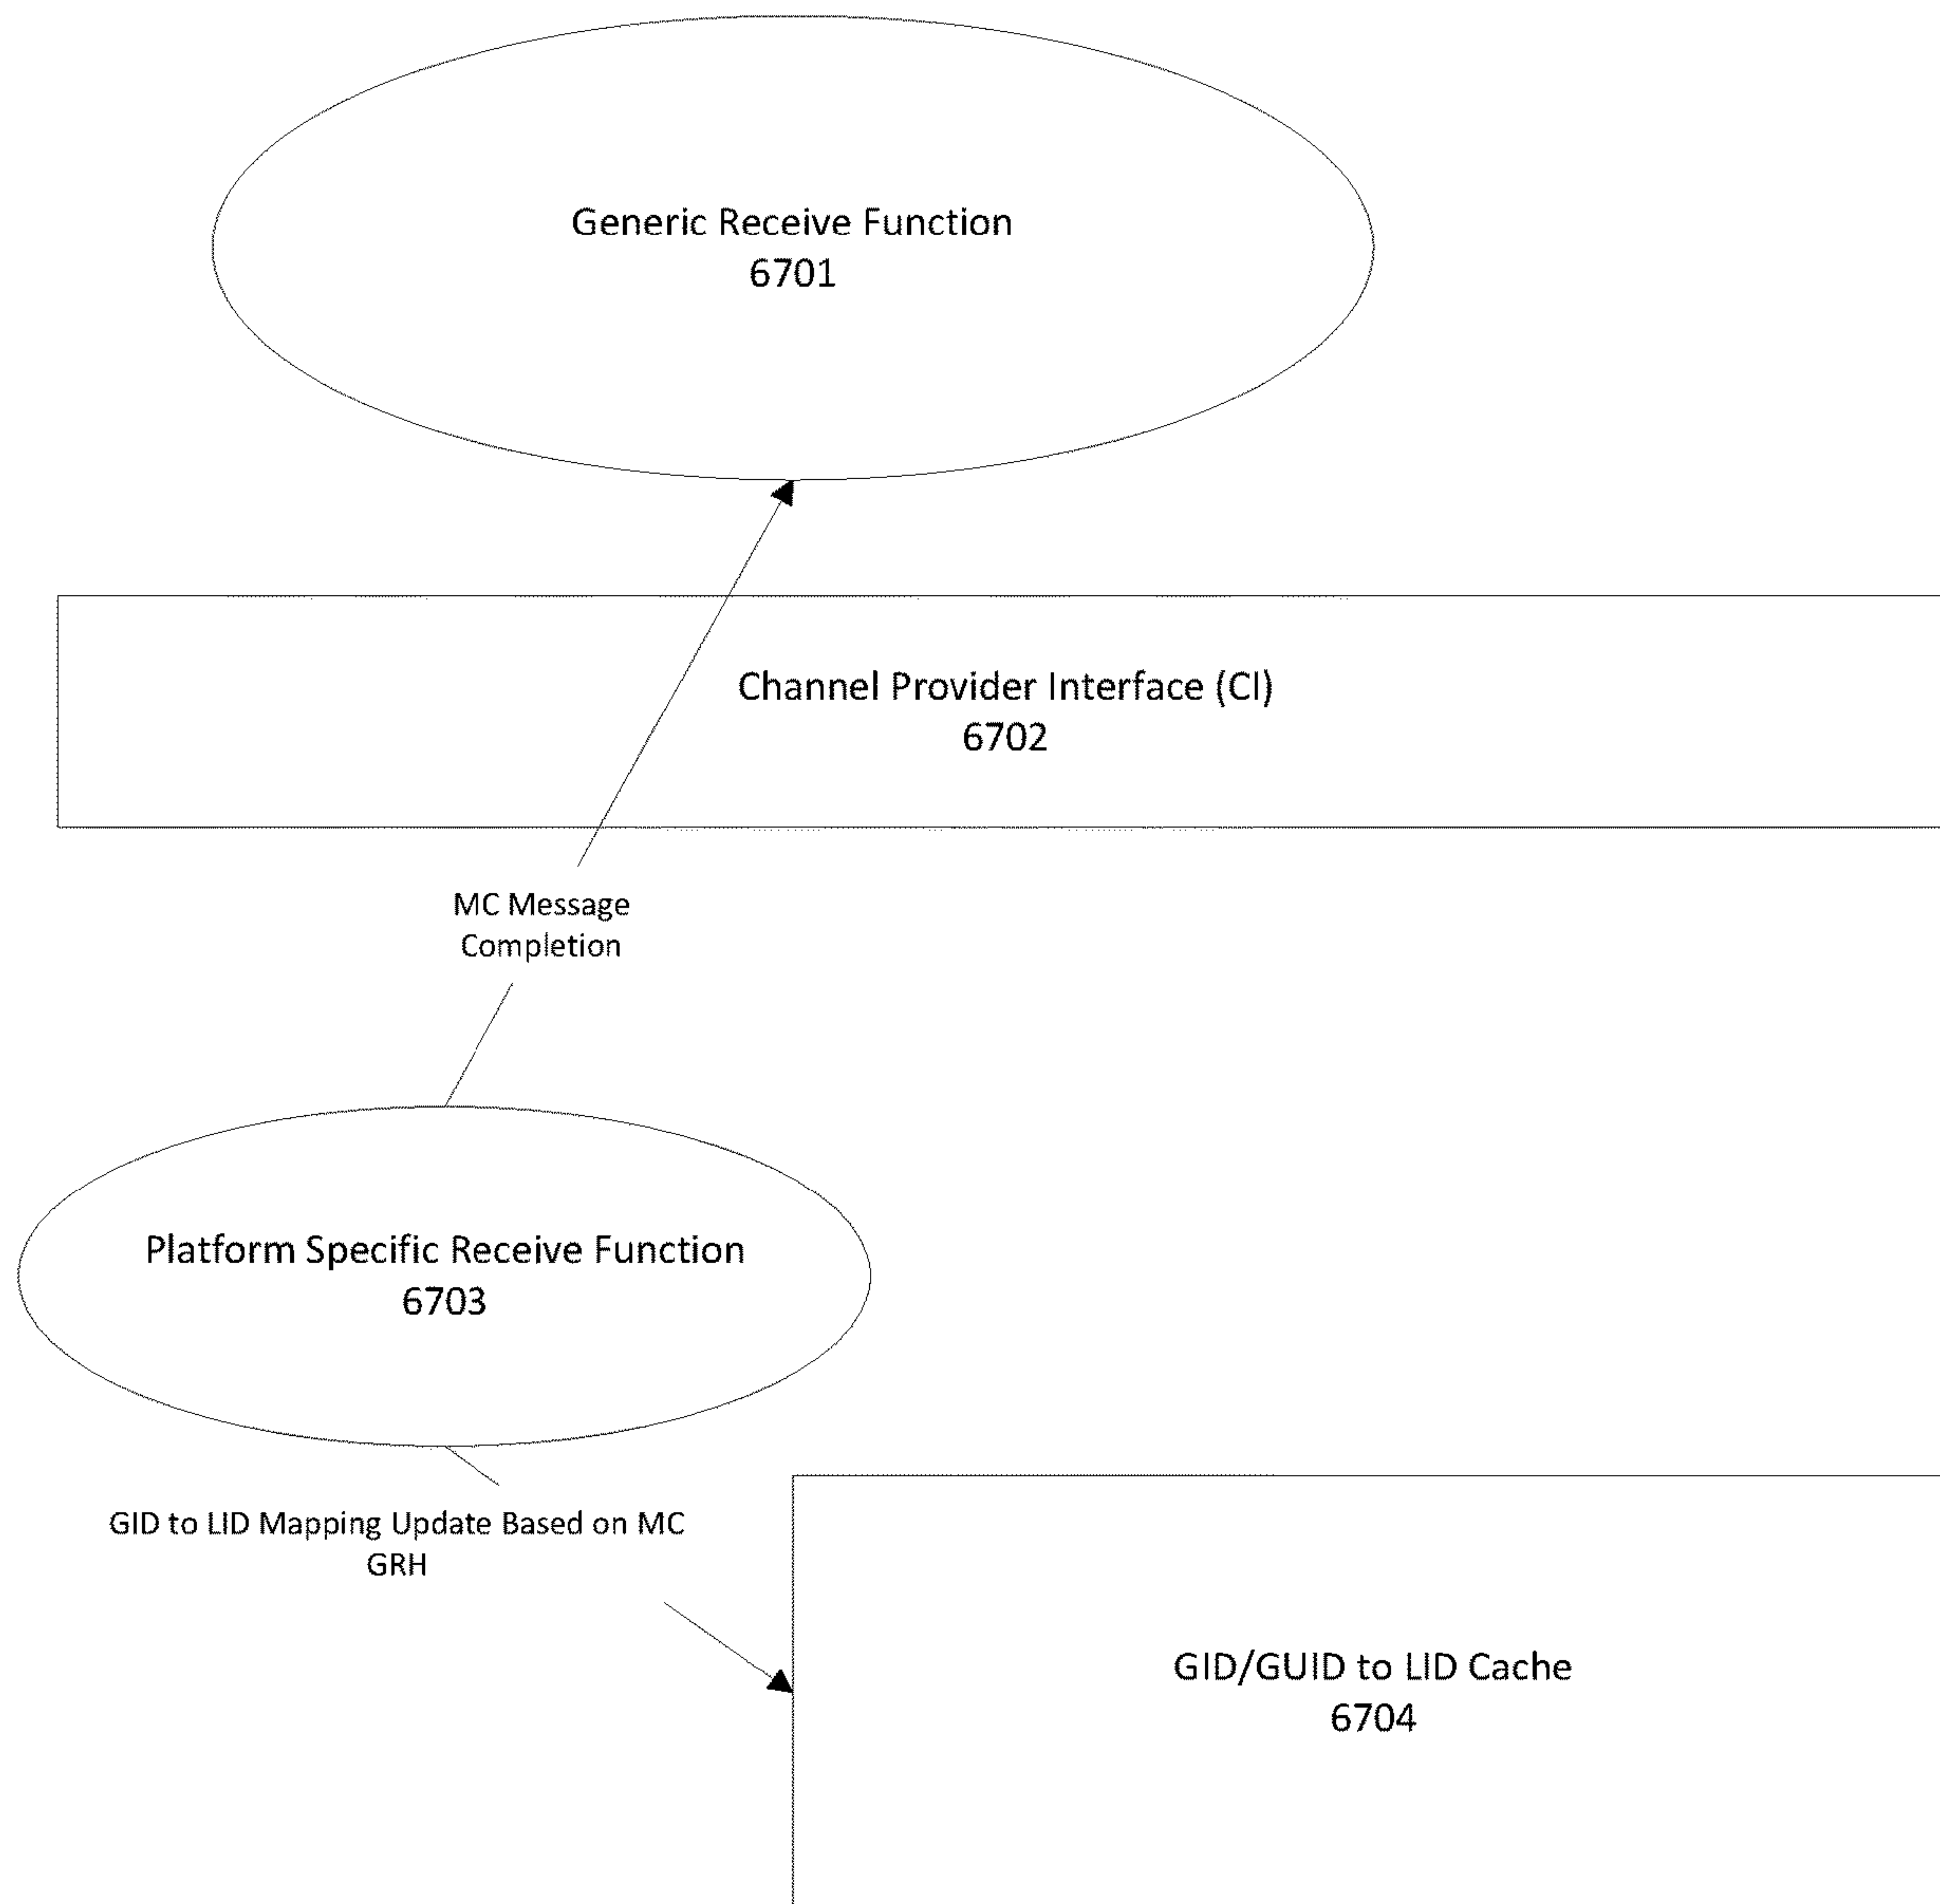 Generic Receive Function
6701
Channel Provider Interface (CI)
6702
MC Message
Completion
Platform Specific Receive Function
6703
GID to LID Mapping Update Based on MC
GRH
GID/GUID to LID Cache
6704